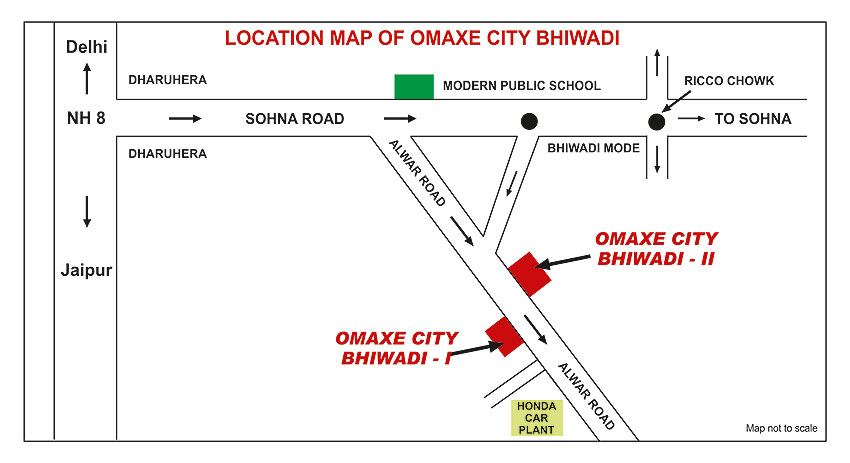 LOCATION MAP OF OMAXE CITY BHIWADI
Delhi
DHARUHERA
MODERN PUBLIC SCHOOL
RICCO CHOWK
NH 8
SOHNA ROAD
TO SOHNA
DHARUHERA
BHIWADI MODE
ALWAR ROAD
OMAXE CITY
BHIWADI - II
Jaipur
OMAXE CITY
BHIWADI - I
ALWAR ROAD
HONDA
CAR
PLANT
Map not to scale